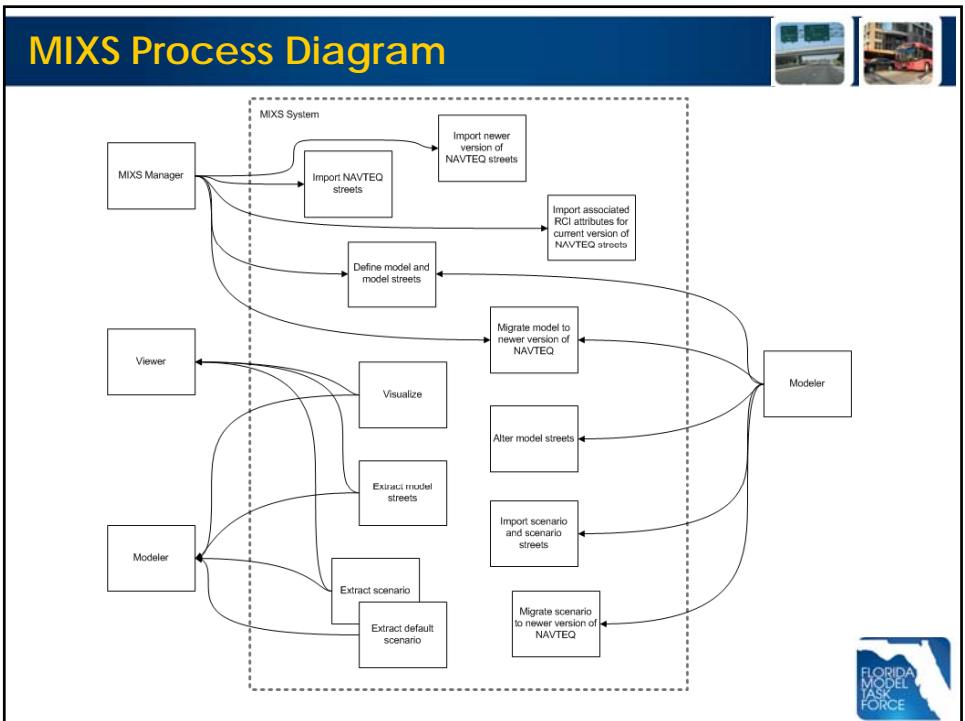 MIXS Process Diagram
MIXS System
Import newer
version of
NAVTEQ streets
MIXS Manager
Import NAVTEQ
streets
Import associated
RCI attributes for
current version of
NAVTEQ streets
Define model and
model streets
Migrate model to
newer version of
NAVTEQ
Viewer
Visualize
Modeler
Alter model streets
Extract model
streets
Import scenario
and scenario
streets
Modeler
Extract scenario
Extract default
scenario
Migrate scenario
to newer version of
NAVTEQ
FLORIDA
MODEL
TASK
FORCE